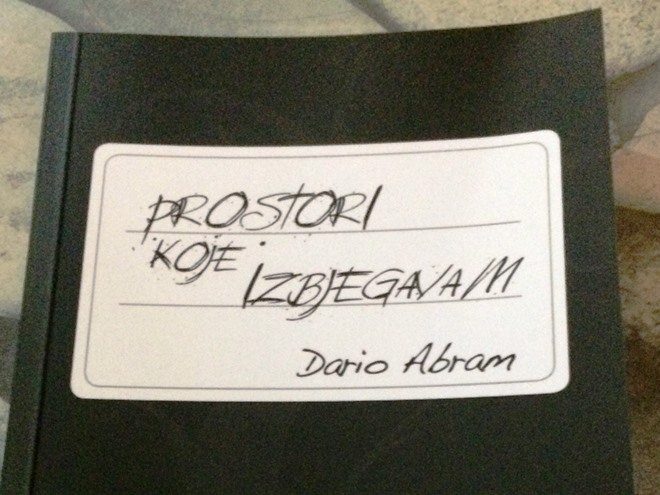 PROSTORI
KOJE
IZBJEGAVAM
Dario Abram